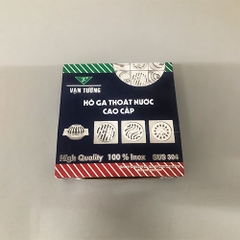 VẠN TƯỜNG
HỐ GA THOÁT NƯỚC
CAO CẤP
High Quality 100 % Inox SUS 304